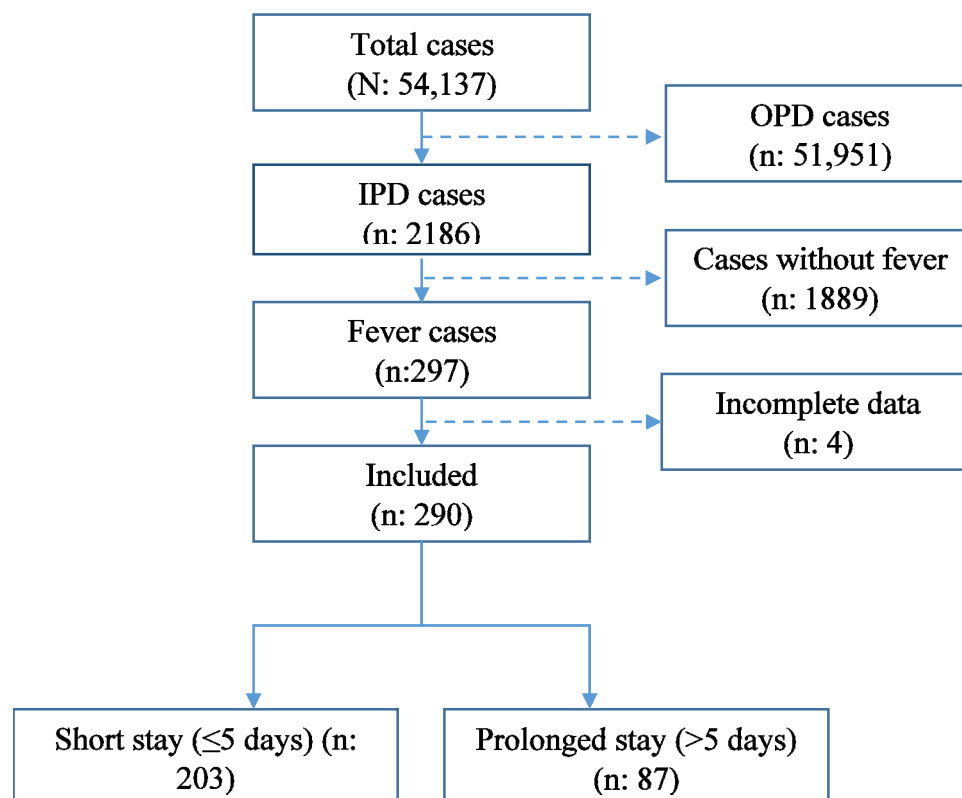 Total cases
(N: 54,137)
OPD cases
(n: 51,951)
IPD cases
(n: 2186)
Cases without fever
(n: 1889)
Fever cases
(n:297)
Incomplete data
(n: 4)
Included
(n: 290)
Short stay (≤5 days) (n:
203)
Prolonged stay (>5 days)
(n: 87)